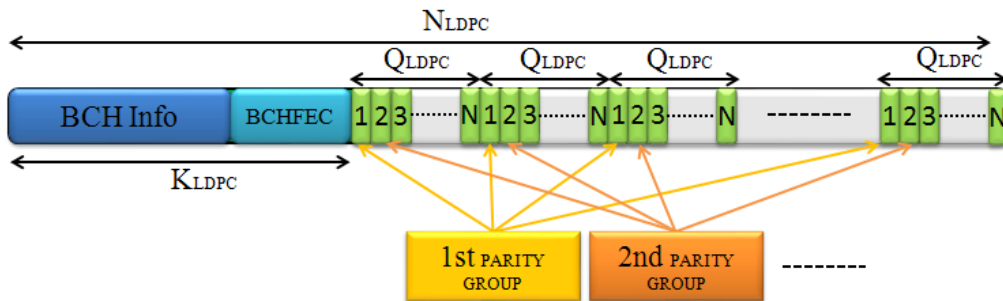 NLDPC
QLDPC QLDPC QLDPC QLDPC
BCH Info BCHFEC 1 2 3 ........ N 1 2 3 ........ N 1 2 3 ........ N -------- 1 2 3 ........ N
KLDPC
1st PARITY GROUP
2nd PARITY GROUP
--------